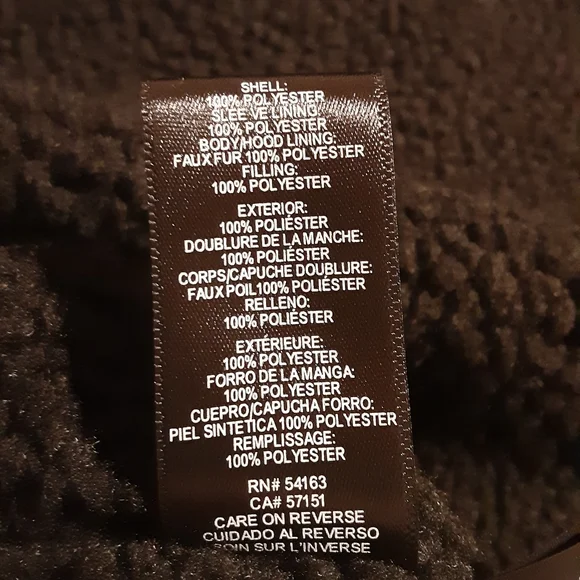 SHELL:
100% POLYESTER
SLEEVE LINING:
100% POLYESTER
BODY/HOOD LINING:
FAUX FUR 100% POLYESTER
FILLING:
100% POLYESTER
EXTERIOR:
100% POLIÉSTER
DOUBLURE DE LA MANCHE:
100% POLIÉSTER
CORPS/CAPUCHE DOUBLURE:
FAUX POIL100% POLIÉSTER
RELLENO:
100% POLIÉSTER
EXTÉRIEURE:
100% POLYESTER
FORRO DE LA MANGA:
100% POLYESTER
CUEPRO/CAPUCHA FORRO:
PIEL SINTETICA 100% POLYESTER
REMPLISSAGE:
100% POLYESTER
RN# 54163
CA# 57151
CARE ON REVERSE
CUIDADO AL REVERSO
SOIN SUR L'INVERSE